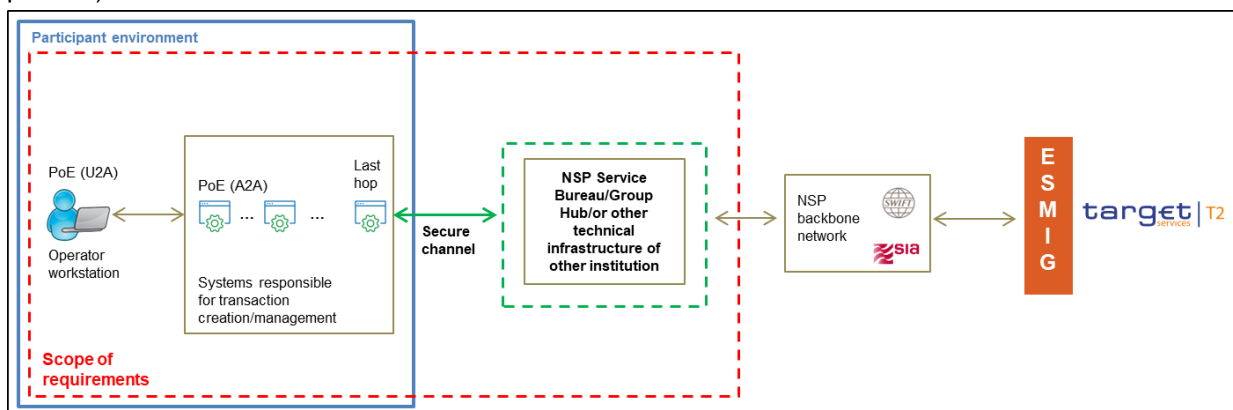 Participant environment
PoE (U2A)
Operator
workstation
PoE (A2A)
Last
hop
... ...
Systems responsible
for transaction
creation/management
Scope of
requirements
Secure
channel
NSP Service
Bureau/Group
Hub/or other
technical
infrastructure of
other institution
NSP
backbone
network
SWIFT
sia
E
S
M
I
G
target | T2
services